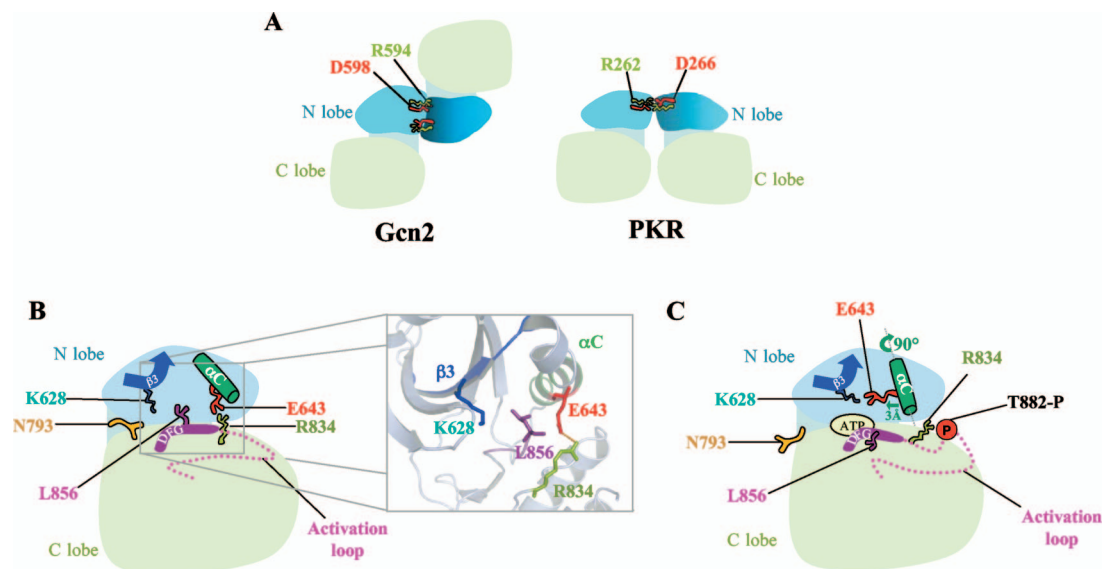 A
R594
D598
N lobe
C lobe
Gcn2
R262
D266
N lobe
C lobe
PKR
B
N lobe
β3
αC
K628
E643
N793
R834
DFG
L856
Activation
loop
C lobe
β3
αC
K628
E643
L856
R834
C
E643
90°
N lobe
β3
αC
R834
K628
3Å
T882-P
N793
ATP
P
DFG
L856
Activation
loop
C lobe